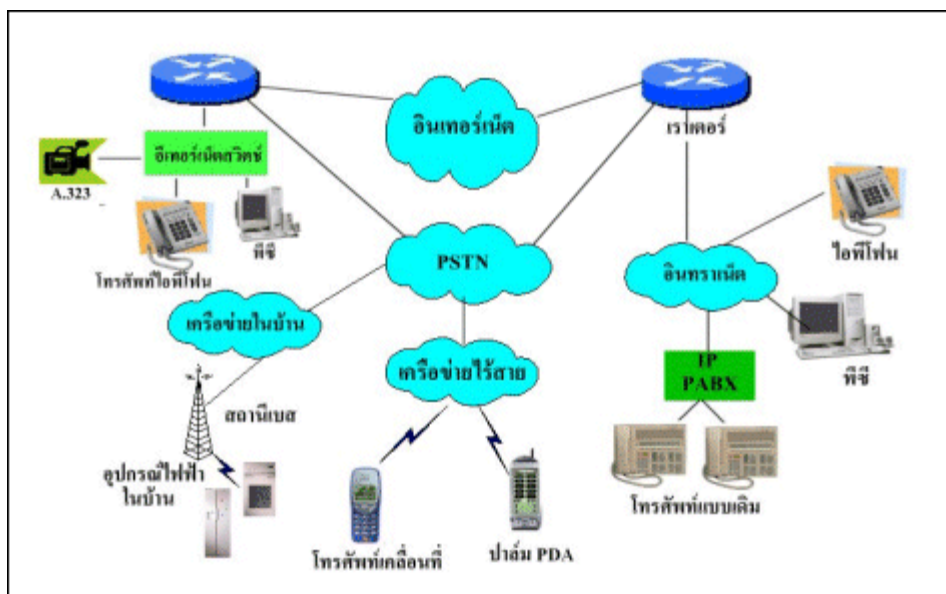 อินเทอร์เน็ต
เราเตอร์
อีเทอร์เน็ตสวิตช์
A.323
โทรศัพท์ไอพีโฟน
พีซี
PSTN
ไอพีโฟน
อินทราเน็ต
พีซี
เครือข่ายในบ้าน
เครือข่ายไร้สาย
IP
PABX
สถานีเบส
อุปกรณ์ไฟฟ้า
ในบ้าน
โทรศัพท์เคลื่อนที่
ปาล์ม PDA
โทรศัพท์แบบเดิม